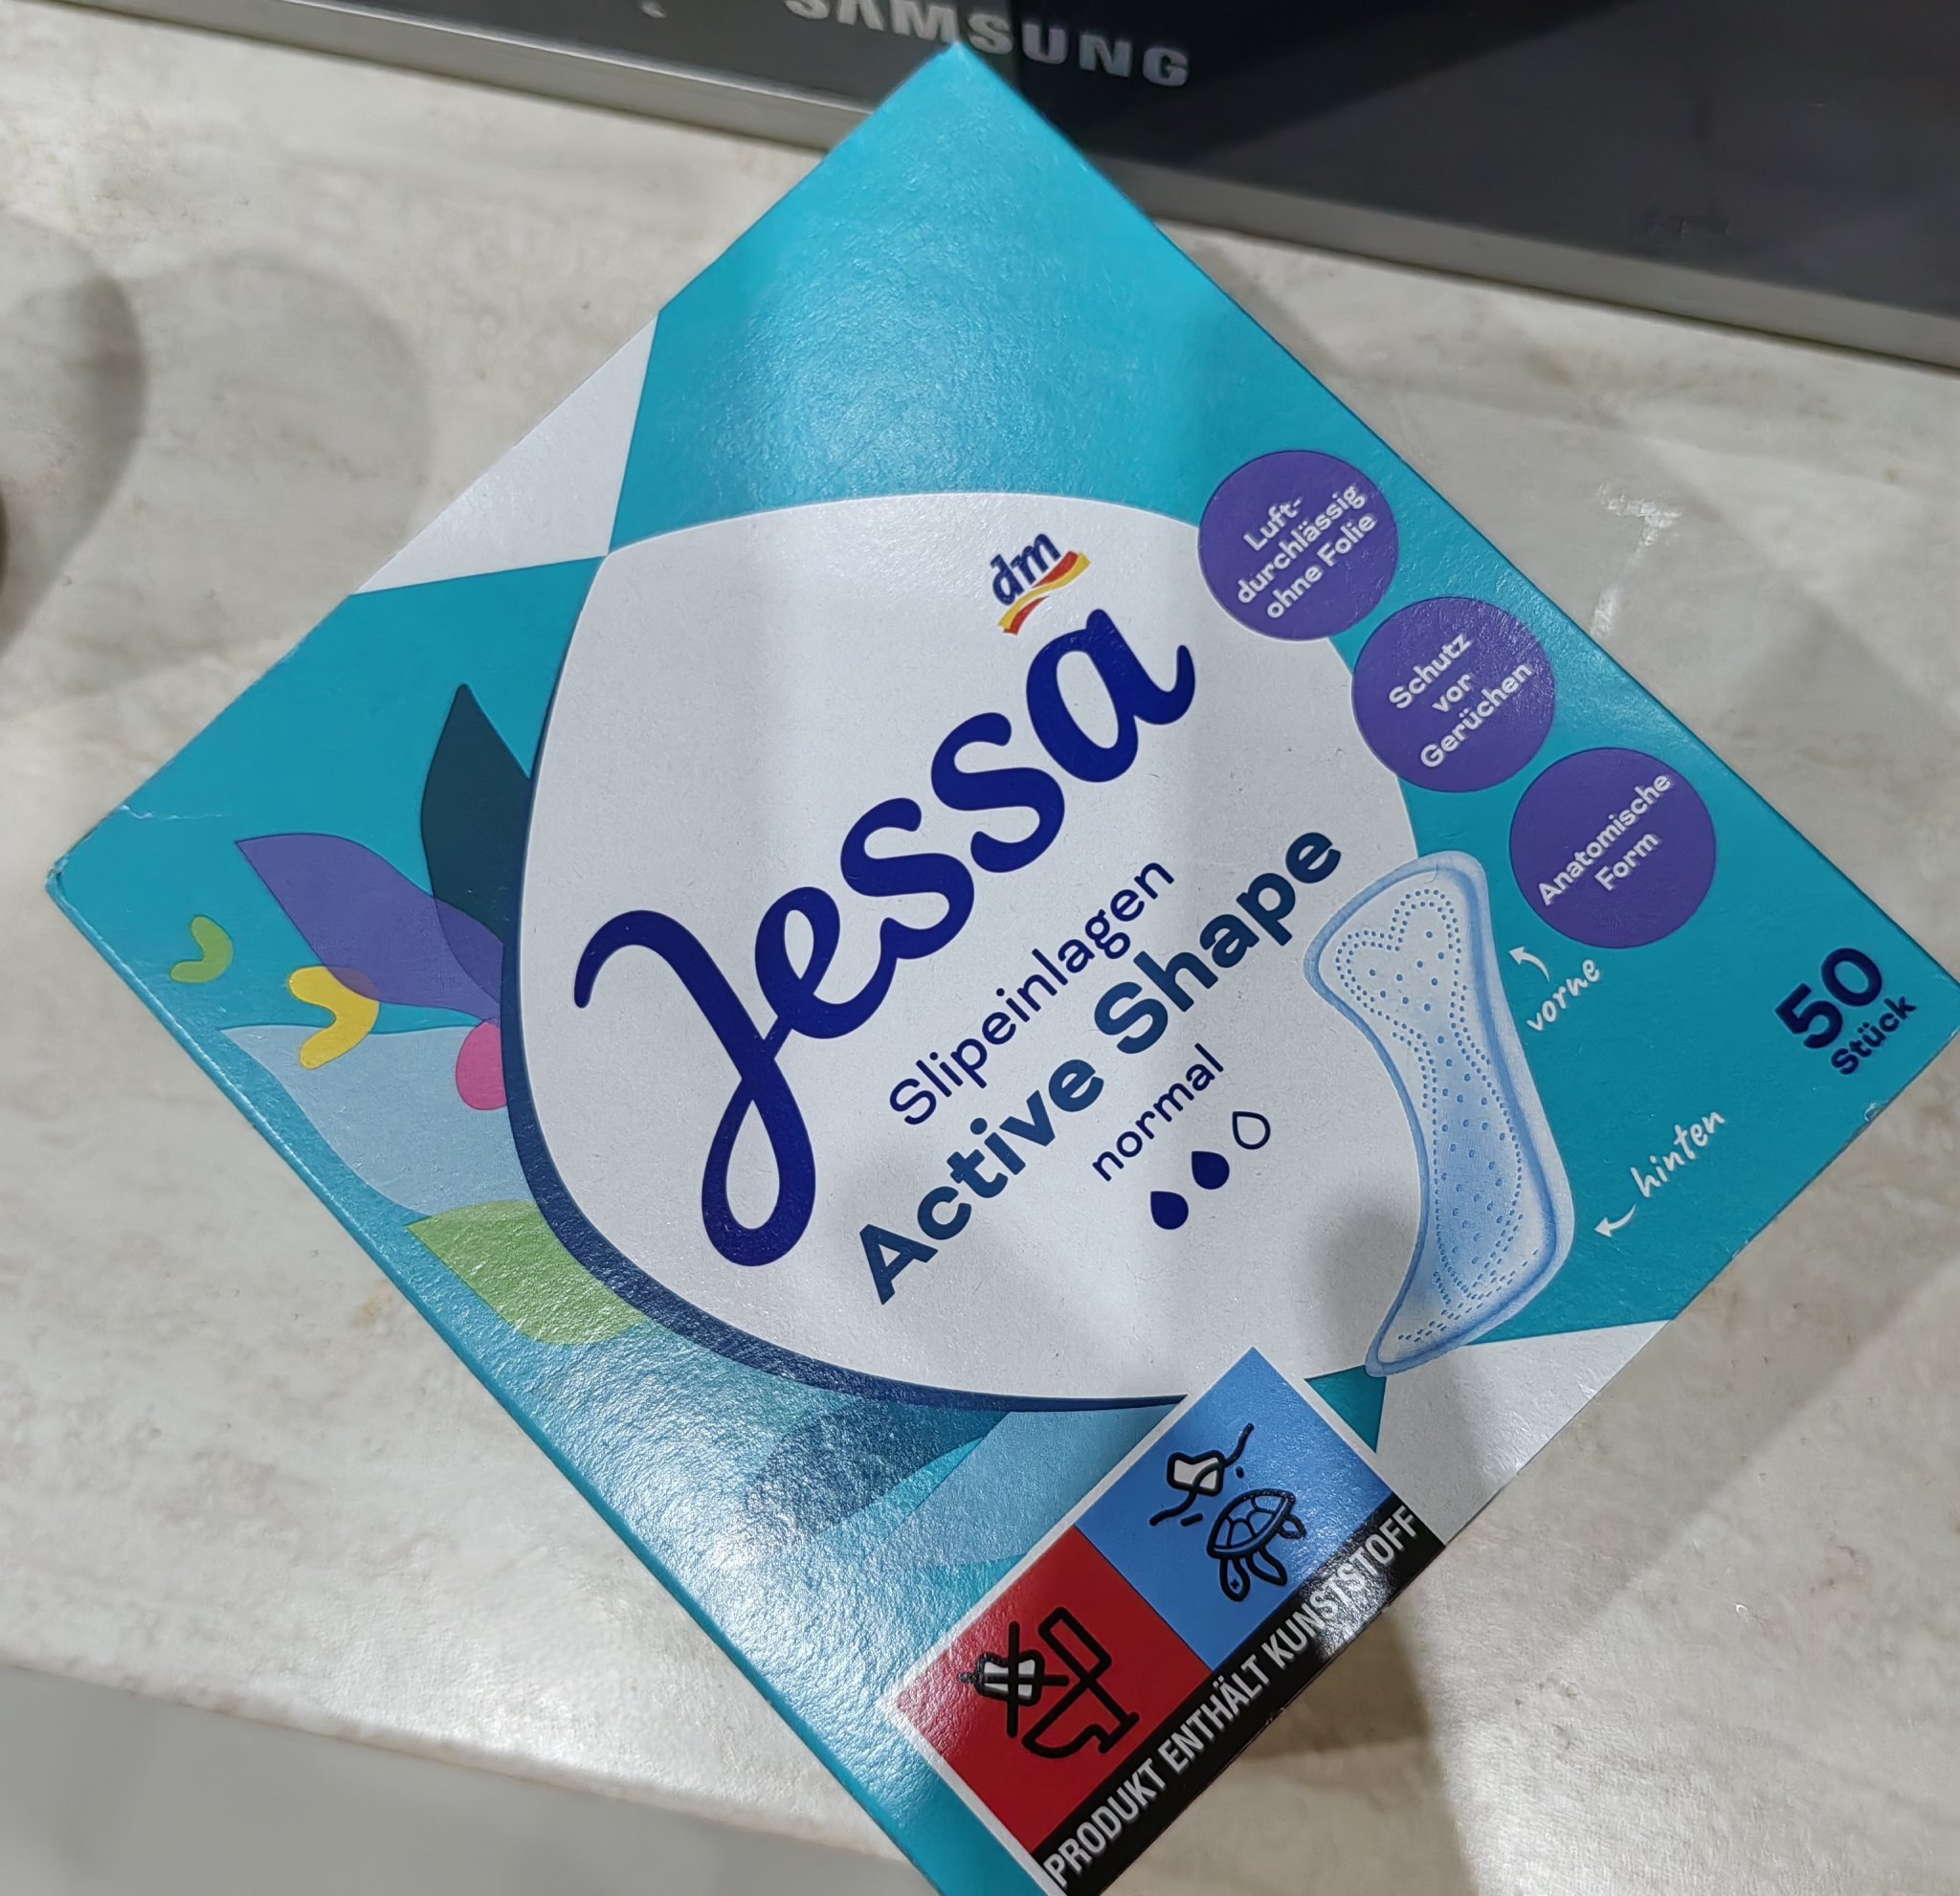 SAMSUNG
dm
Jessa
Slipeinlagen
Active Shape
normal
Luft-
durchlässig
ohne Folie
Schutz
vor
Gerüchen
Anatomische
Form
vorne
hinten
50
Stück
PRODUKT ENTHÄLT KUNSTSTOFF